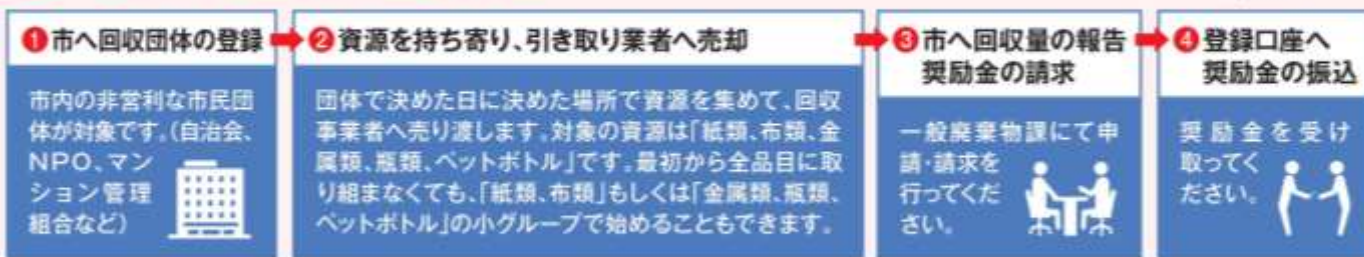 ❶市へ回収団体の登録
市内の非営利な市民団
体が対象です。(自治会、
NPO、マン
ション管理
組合など)
❷資源を持ち寄り、引き取り業者へ売却
団体で決めた日に決めた場所で資源を集めて、回収
事業者へ売り渡します。対象の資源は「紙類、布類、金
属類、瓶類、ペットボトル」です。最初から全品目に取
り組まなくても、「紙類、布類」もしくは「金属類、瓶類、
ペットボトル」の小グループで始めることもできます。
❸市へ回収量の報告
奨励金の請求
一般廃棄物課にて申
請・請求を
行ってくだ
さい。
❹登録口座へ
奨励金の振込
奨励金を受け
取ってく
ださい。